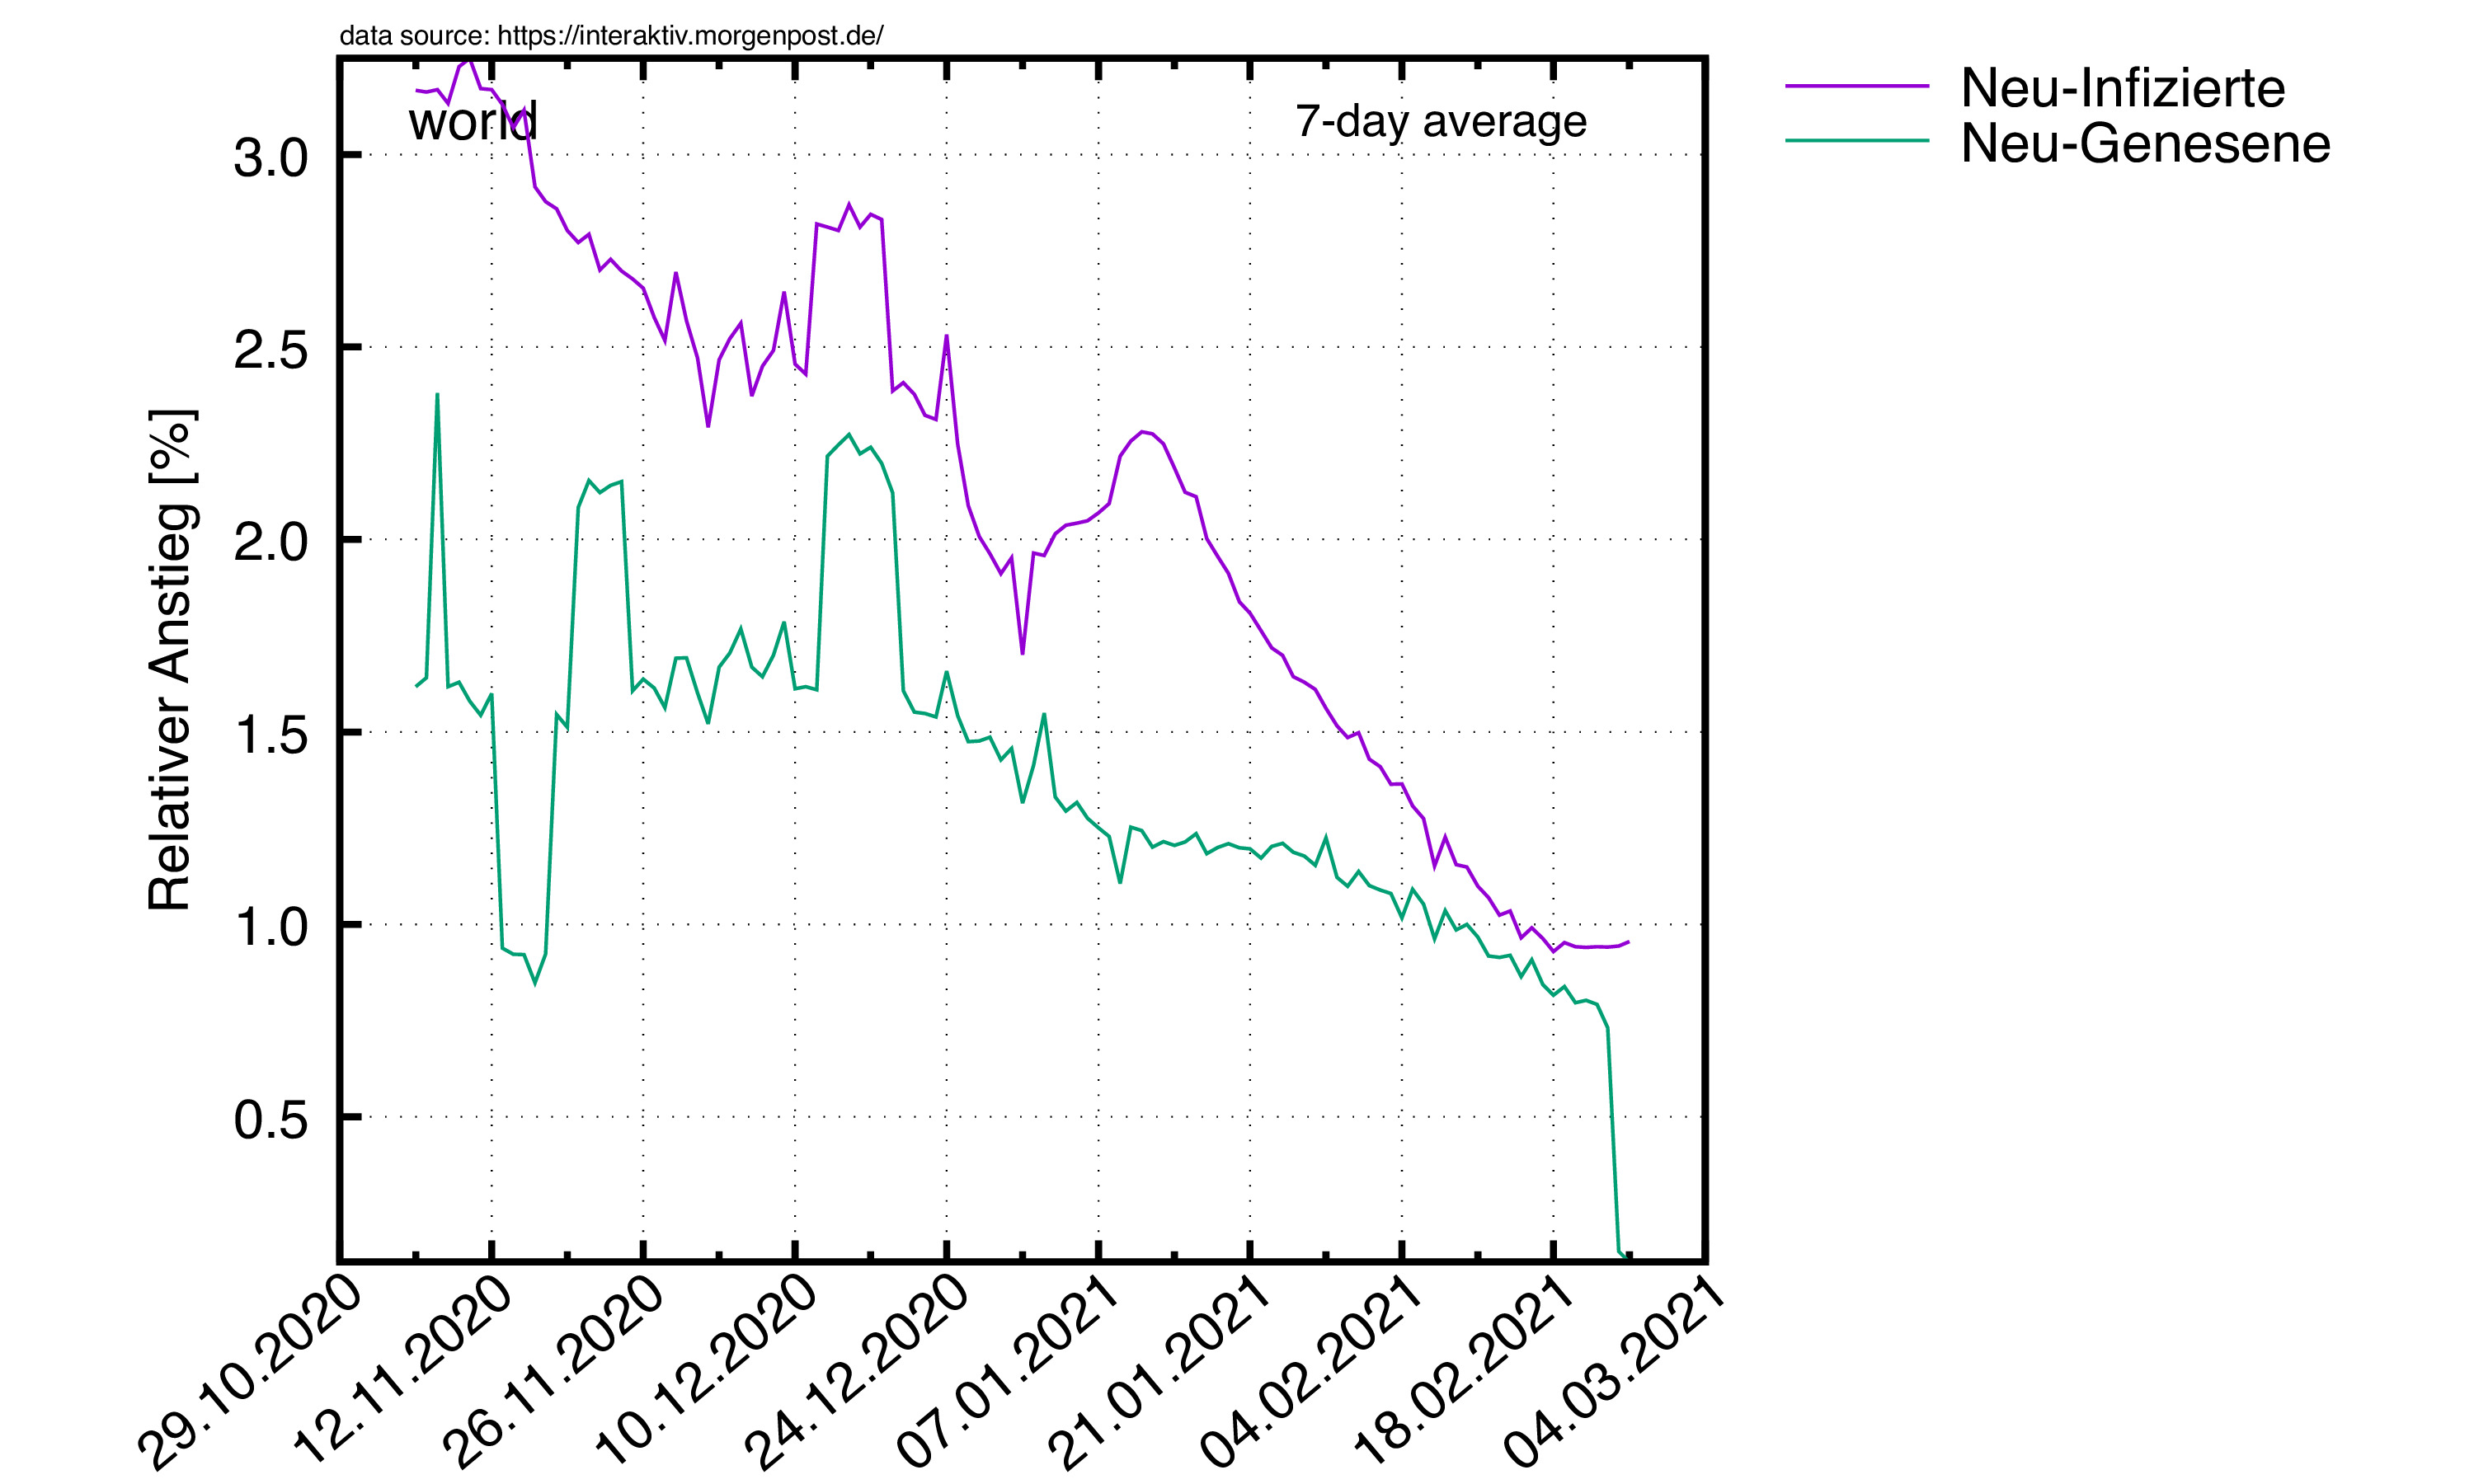 data source: https://interaktiv.morgenpost.de/
world
7-day average
Neu-Infizierte
Neu-Genesene
Relativer Anstieg [%]
3.0
2.5
2.0
1.5
1.0
0.5
29.10.2020
12.11.2020
26.11.2020
10.12.2020
24.12.2020
07.01.2021
21.01.2021
04.02.2021
18.02.2021
04.03.2021